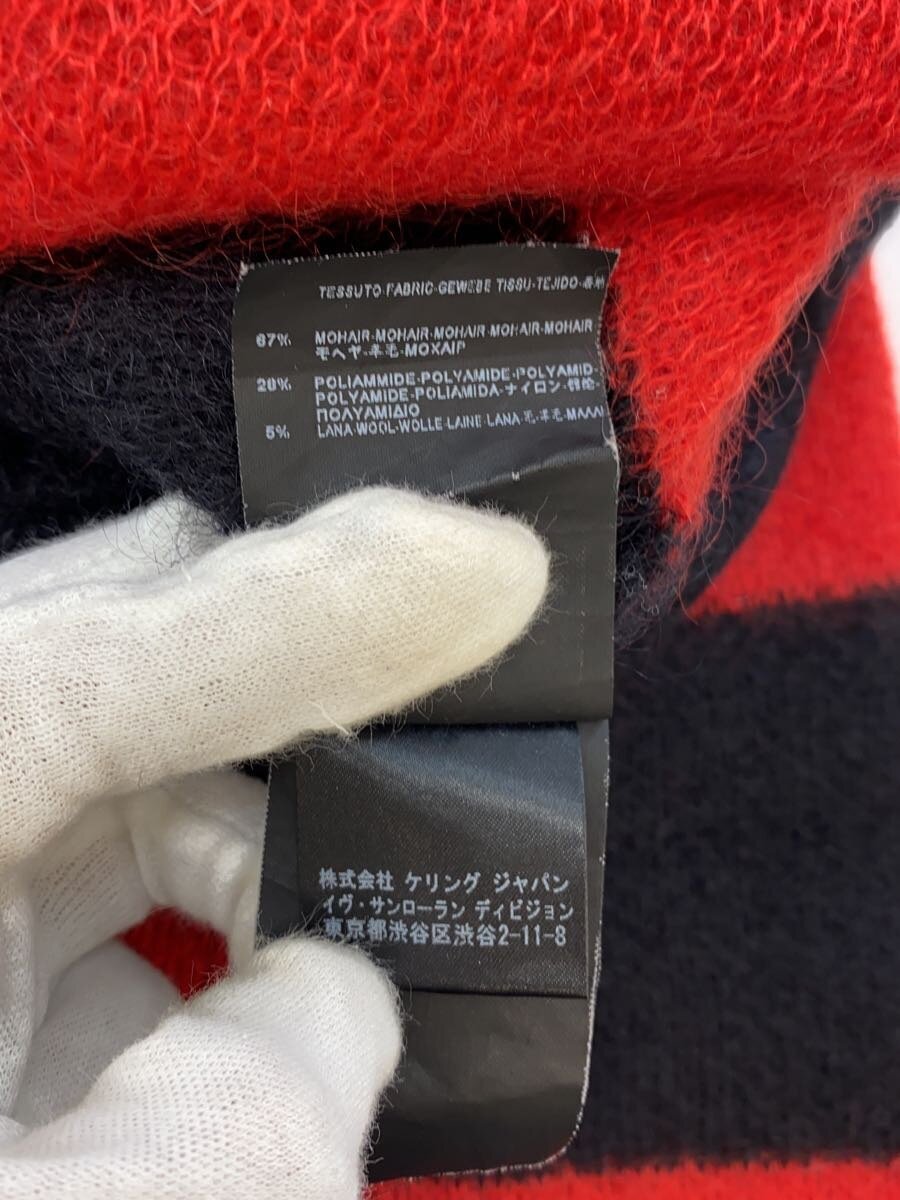 TESSUTO-FABRIC-GEWEBE TISSU-TEJIDO-
67% MOHAIR-MOHAIR-MOHAIR-MOHAIR-MOHAIR
モヘヤ-羊毛-МОХАІР
28% POLIAMMIDE-POLYAMIDE-POLYAMID-
POLYAMIDE-POLIAMIDA-ナイロン-
ΠΟΛΥΑΜΙΔΙΟ
5% LANA-WOOL-WOLLE-LAINE-LANA-毛-羊毛-ΜΑΛΛΙ
株式会社 ケリング ジャパン
イヴ・サンローラン ディビジョン
東京都渋谷区渋谷2-11-8